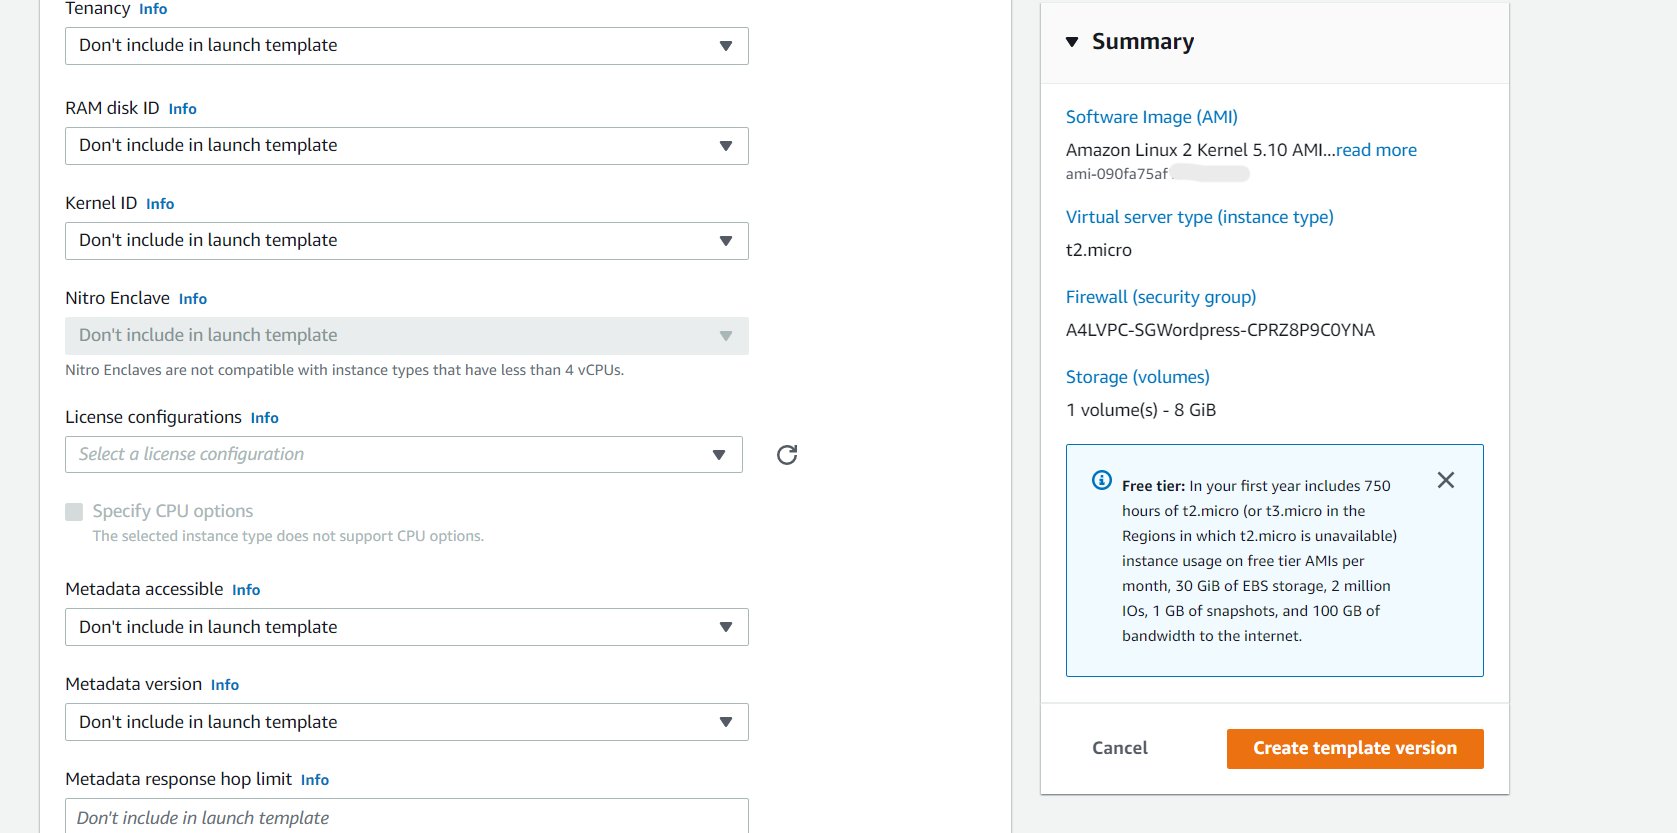 Tenancy Info
Don't include in launch template
RAM disk ID Info
Don't include in launch template
Kernel ID Info
Don't include in launch template
Nitro Enclave Info
Don't include in launch template
Nitro Enclaves are not compatible with instance types that have less than 4 vCPUs.
License configurations Info
Select a license configuration
Specify CPU options
The selected instance type does not support CPU options.
Metadata accessible Info
Don't include in launch template
Metadata version Info
Don't include in launch template
Metadata response hop limit Info
Don't include in launch template
Summary
Software Image (AMI)
Amazon Linux 2 Kernel 5.10 AMI...read more
ami-090fa75af
Virtual server type (instance type)
t2.micro
Firewall (security group)
A4LVPC-SGWordpress-CPRZ8P9C0YNA
Storage (volumes)
1 volume(s) - 8 GiB
Free tier: In your first year includes 750
hours of t2.micro (or t3.micro in the
Regions in which t2.micro is unavailable)
instance usage on free tier AMIs per
month, 30 GiB of EBS storage, 2 million
IOs, 1 GB of snapshots, and 100 GB of
bandwidth to the internet.
Cancel
Create template version